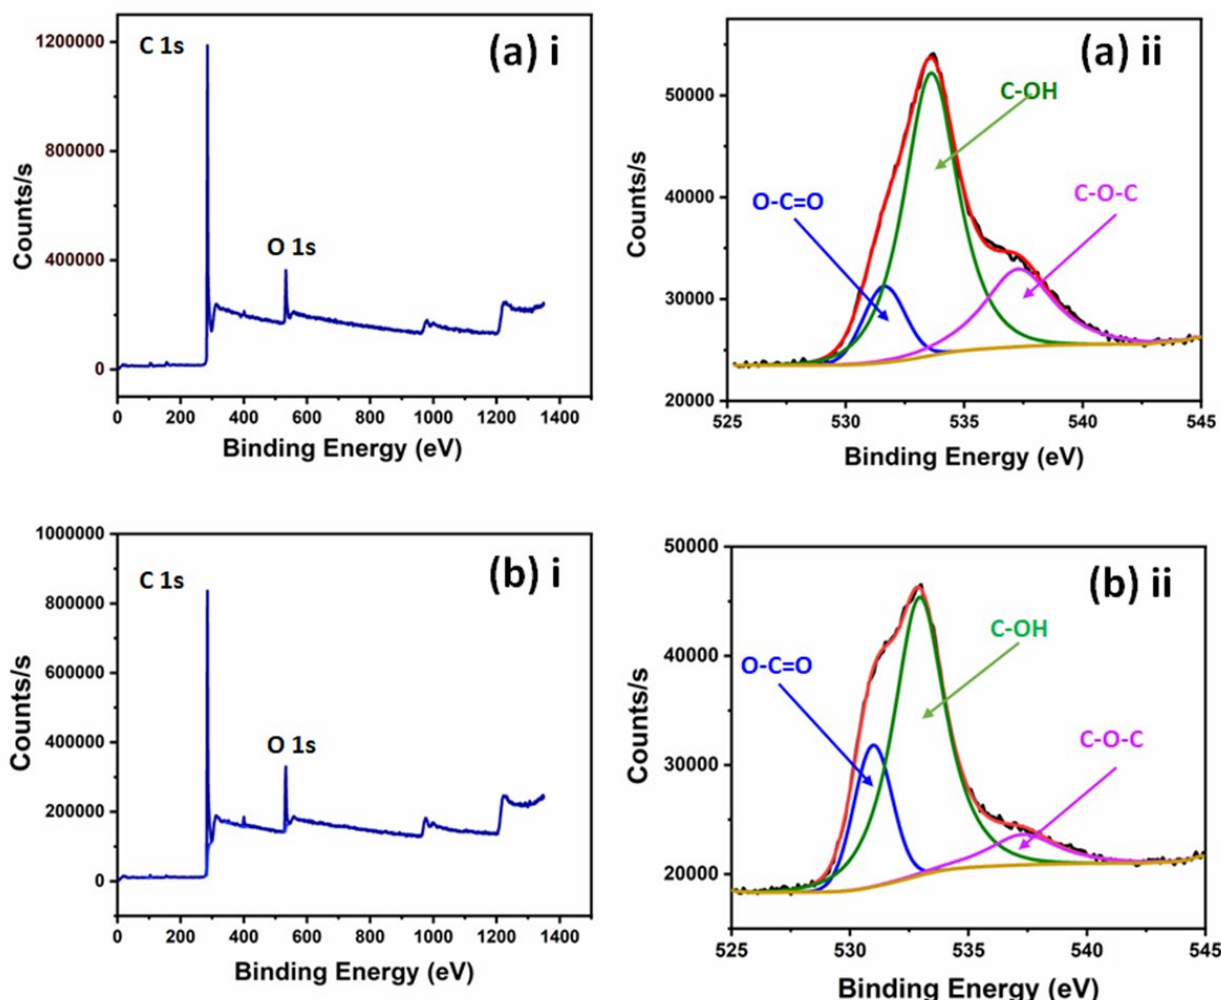 (a) i
C 1s
O 1s
Counts/s
1200000
800000
400000
0
0 200 400 600 800 1000 1200 1400
Binding Energy (eV)
(a) ii
C-OH
O-C=O
C-O-C
Counts/s
50000
40000
30000
20000
525 530 535 540 545
Binding Energy (eV)
(b) i
C 1s
O 1s
Counts/s
1000000
800000
600000
400000
200000
0
0 200 400 600 800 1000 1200 1400
Binding Energy (eV)
(b) ii
C-OH
O-C=O
C-O-C
Counts/s
50000
40000
30000
20000
525 530 535 540 545
Binding Energy (eV)